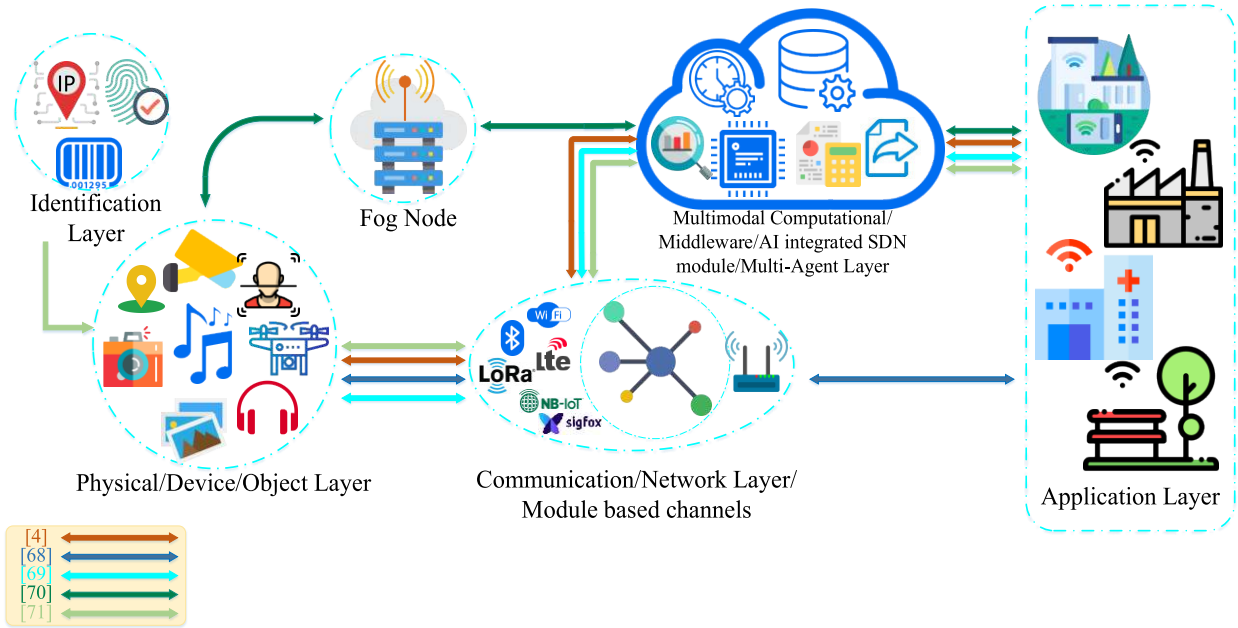 IP
001295
Identification
Layer
Fog Node
Multimodal Computational/
Middleware/AI integrated SDN
module/Multi-Agent Layer
Wi Fi
LoRa
Lte
NB-IoT
sigfox
Physical/Device/Object Layer
Communication/Network Layer/
Module based channels
Application Layer
[4]
[68]
[69]
[70]
[71]